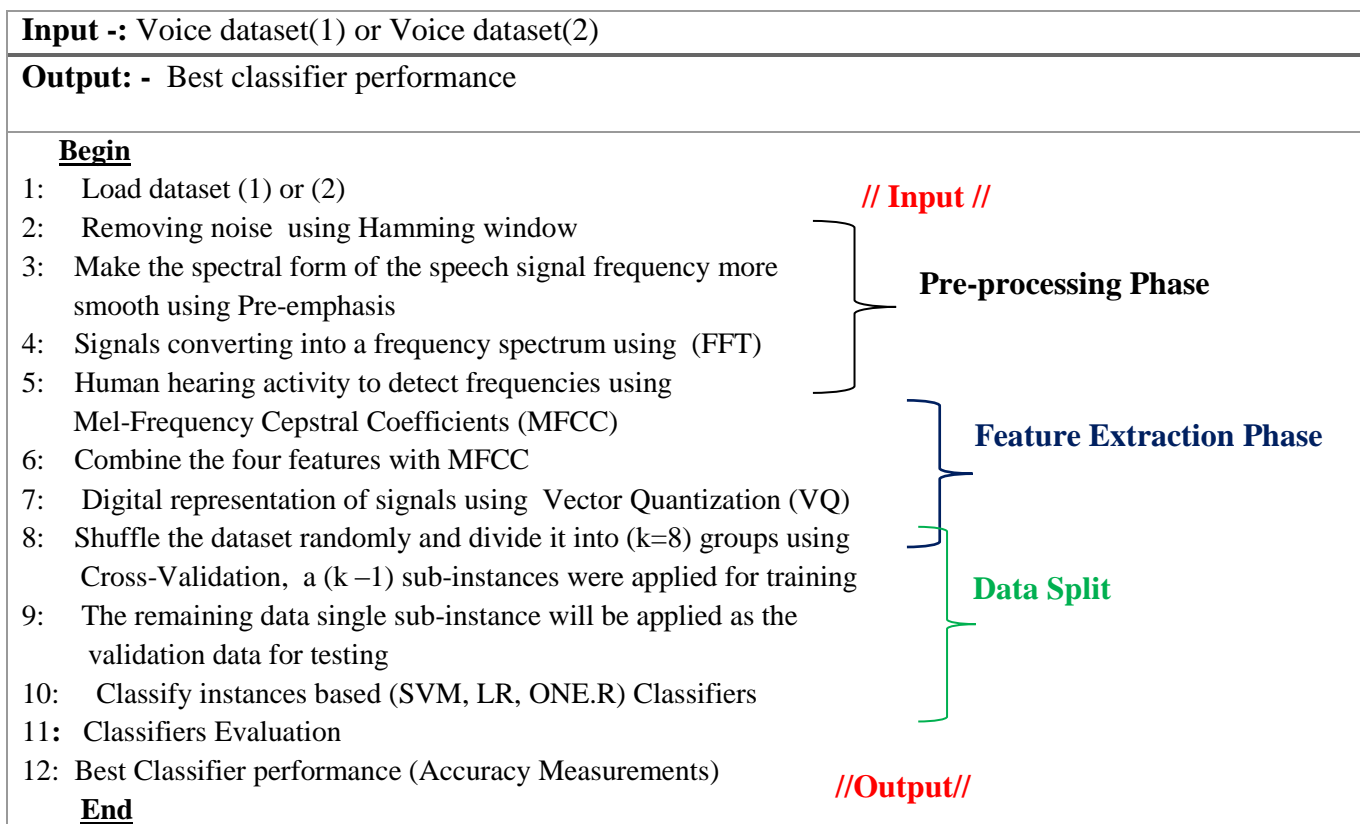 Input -: Voice dataset(1) or Voice dataset(2)
Output: - Best classifier performance
Begin
1: Load dataset (1) or (2)
// Input //
2: Removing noise using Hamming window
3: Make the spectral form of the speech signal frequency more
smooth using Pre-emphasis
Pre-processing Phase
4: Signals converting into a frequency spectrum using (FFT)
5: Human hearing activity to detect frequencies using
Mel-Frequency Cepstral Coefficients (MFCC)
Feature Extraction Phase
6: Combine the four features with MFCC
7: Digital representation of signals using Vector Quantization (VQ)
8: Shuffle the dataset randomly and divide it into (k=8) groups using
Cross-Validation, a (k –1) sub-instances were applied for training
Data Split
9: The remaining data single sub-instance will be applied as the
validation data for testing
10: Classify instances based (SVM, LR, ONE.R) Classifiers
11: Classifiers Evaluation
12: Best Classifier performance (Accuracy Measurements)
//Output//
End